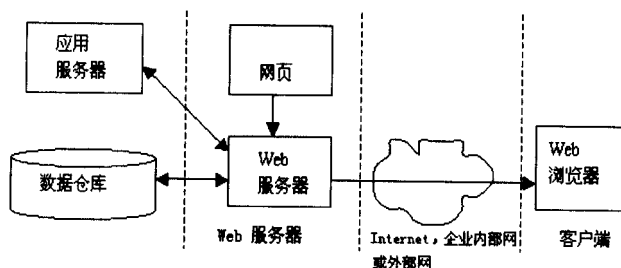 应用
服务器
网页
数据仓库
Web
服务器
Web
浏览器
Web 服务器
Internet，企业内部网
或外部网
客户端